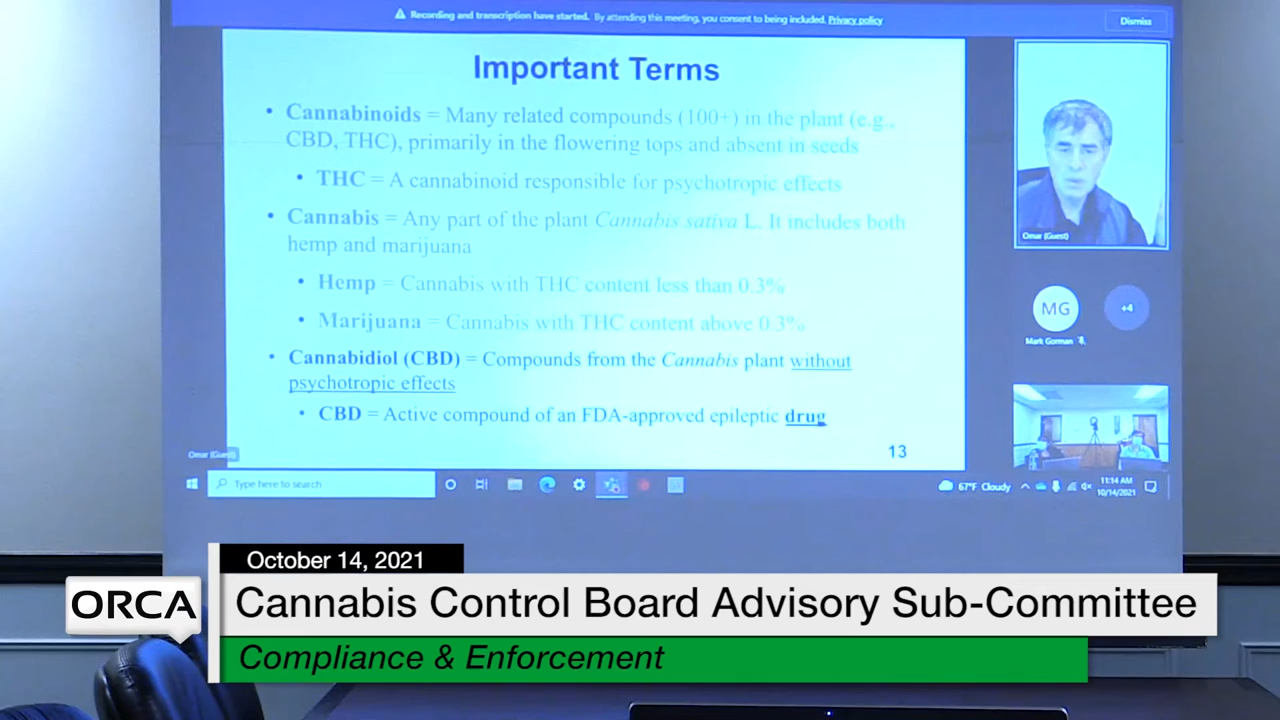 Recording and transcription have started. By attending this meeting, you consent to being included. Privacy policy
Dismiss
Important Terms
• Cannabinoids = Many related compounds (100+) in the plant (e.g.,
CBD, THC), primarily in the flowering tops and absent in seeds
• THC = A cannabinoid responsible for psychotropic effects
• Cannabis = Any part of the plant Cannabis sativa L. It includes both
hemp and marijuana
• Hemp = Cannabis with THC content less than 0.3%
• Marijuana = Cannabis with THC content above 0.3%
• Cannabidiol (CBD) = Compounds from the Cannabis plant without
psychotropic effects
• CBD = Active compound of an FDA-approved epileptic drug
13
Omar (Guest)
Omar (Guest)
MG
+4
Mark Gorman
Type here to search
67°F Cloudy
11:14 AM
10/14/2021
October 14, 2021
ORCA
Cannabis Control Board Advisory Sub-Committee
Compliance & Enforcement